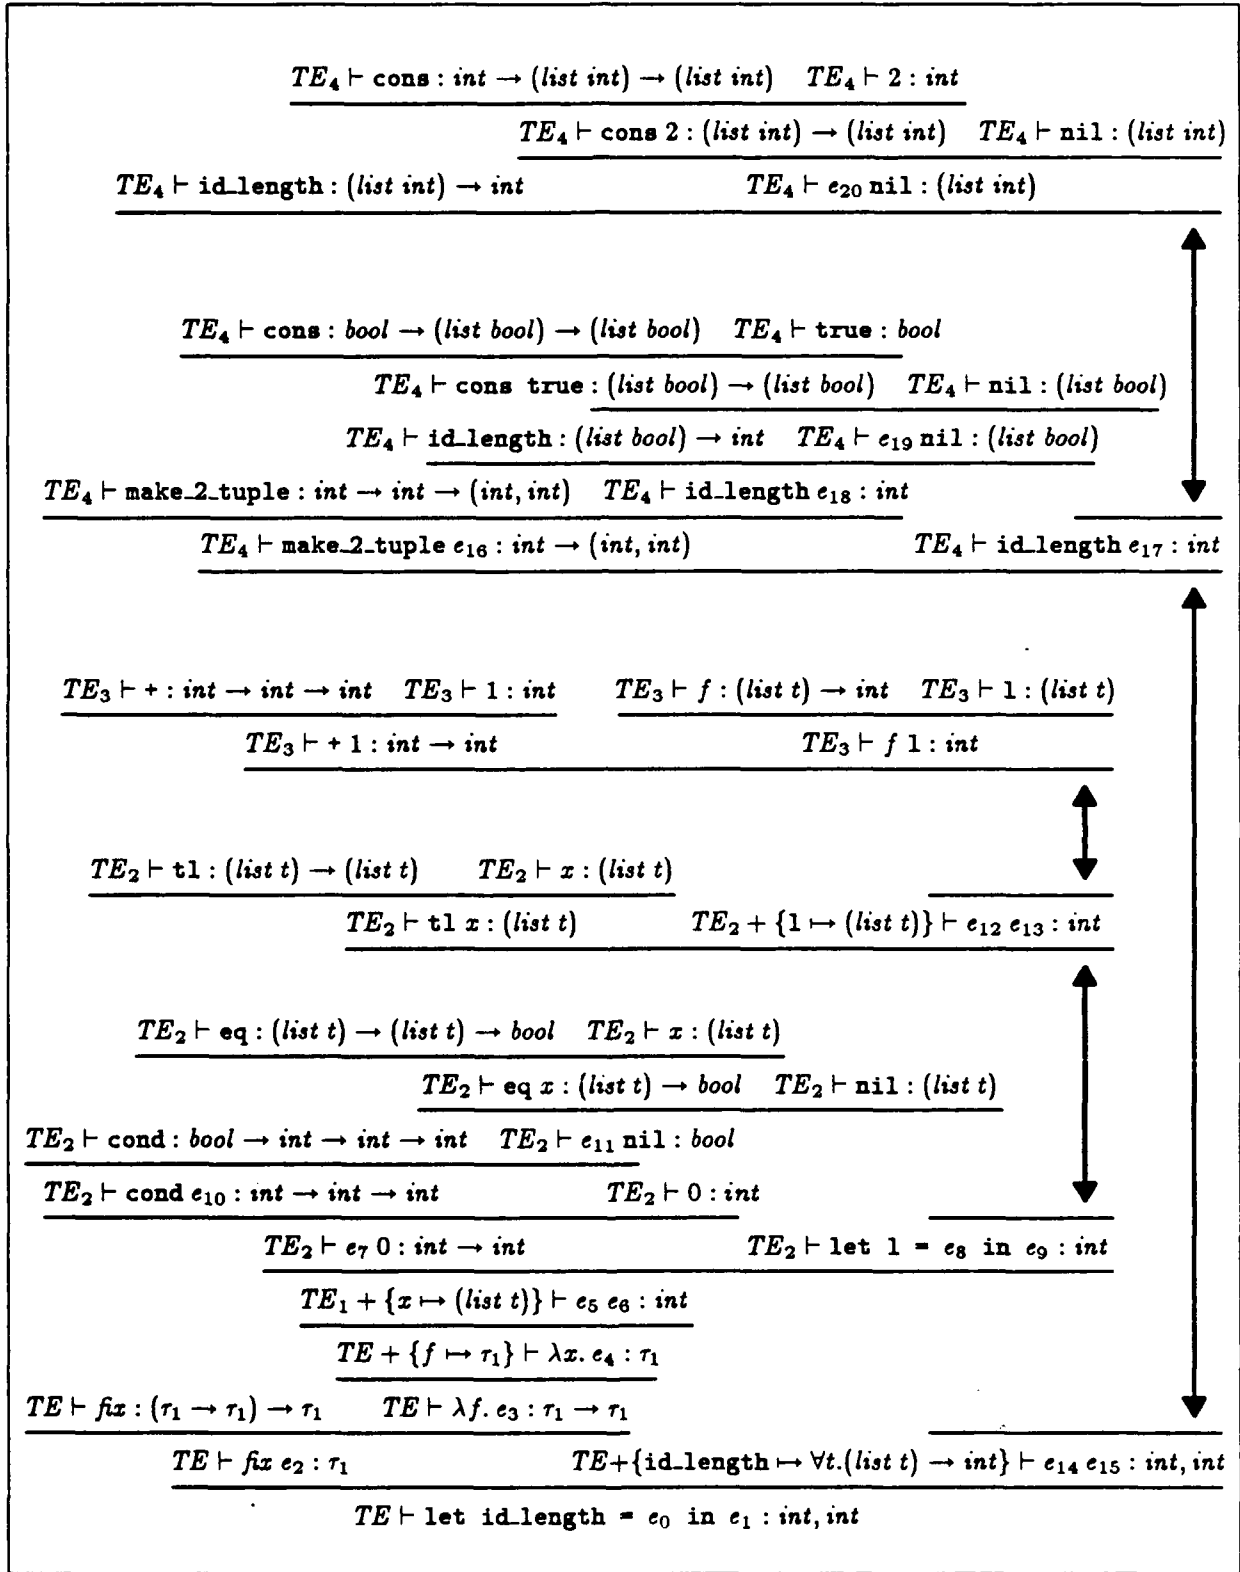 TE₄ ⊢ cons : int → (list int) → (list int) TE₄ ⊢ 2 : int
TE₄ ⊢ cons 2 : (list int) → (list int) TE₄ ⊢ nil : (list int)
TE₄ ⊢ id_length : (list int) → int TE₄ ⊢ e₂₀ nil : (list int)
TE₄ ⊢ cons : bool → (list bool) → (list bool) TE₄ ⊢ true : bool
TE₄ ⊢ cons true : (list bool) → (list bool) TE₄ ⊢ nil : (list bool)
TE₄ ⊢ id_length : (list bool) → int TE₄ ⊢ e₁₉ nil : (list bool)
TE₄ ⊢ make_2_tuple : int → int → (int, int) TE₄ ⊢ id_length e₁₈ : int
TE₄ ⊢ make_2_tuple e₁₆ : int → (int, int) TE₄ ⊢ id_length e₁₇ : int
TE₃ ⊢ + : int → int → int TE₃ ⊢ 1 : int TE₃ ⊢ f : (list t) → int TE₃ ⊢ l : (list t)
TE₃ ⊢ + 1 : int → int TE₃ ⊢ f l : int
TE₂ ⊢ tl : (list t) → (list t) TE₂ ⊢ x : (list t)
TE₂ ⊢ tl x : (list t) TE₂ + {l ↦ (list t)} ⊢ e₁₂ e₁₃ : int
TE₂ ⊢ eq : (list t) → (list t) → bool TE₂ ⊢ x : (list t)
TE₂ ⊢ eq x : (list t) → bool TE₂ ⊢ nil : (list t)
TE₂ ⊢ cond : bool → int → int → int TE₂ ⊢ e₁₁ nil : bool
TE₂ ⊢ cond e₁₀ : int → int → int TE₂ ⊢ 0 : int
TE₂ ⊢ e₇ 0 : int → int TE₂ ⊢ let l = e₈ in e₉ : int
TE₁ + {x ↦ (list t)} ⊢ e₅ e₆ : int
TE + {f ↦ τ₁} ⊢ λx. e₄ : τ₁
TE ⊢ fix : (τ₁ → τ₁) → τ₁ TE ⊢ λf. e₃ : τ₁ → τ₁
TE ⊢ fix e₂ : τ₁ TE+{id_length ↦ ∀t.(list t) → int} ⊢ e₁₄ e₁₅ : int, int
TE ⊢ let id_length = e₀ in e₁ : int, int